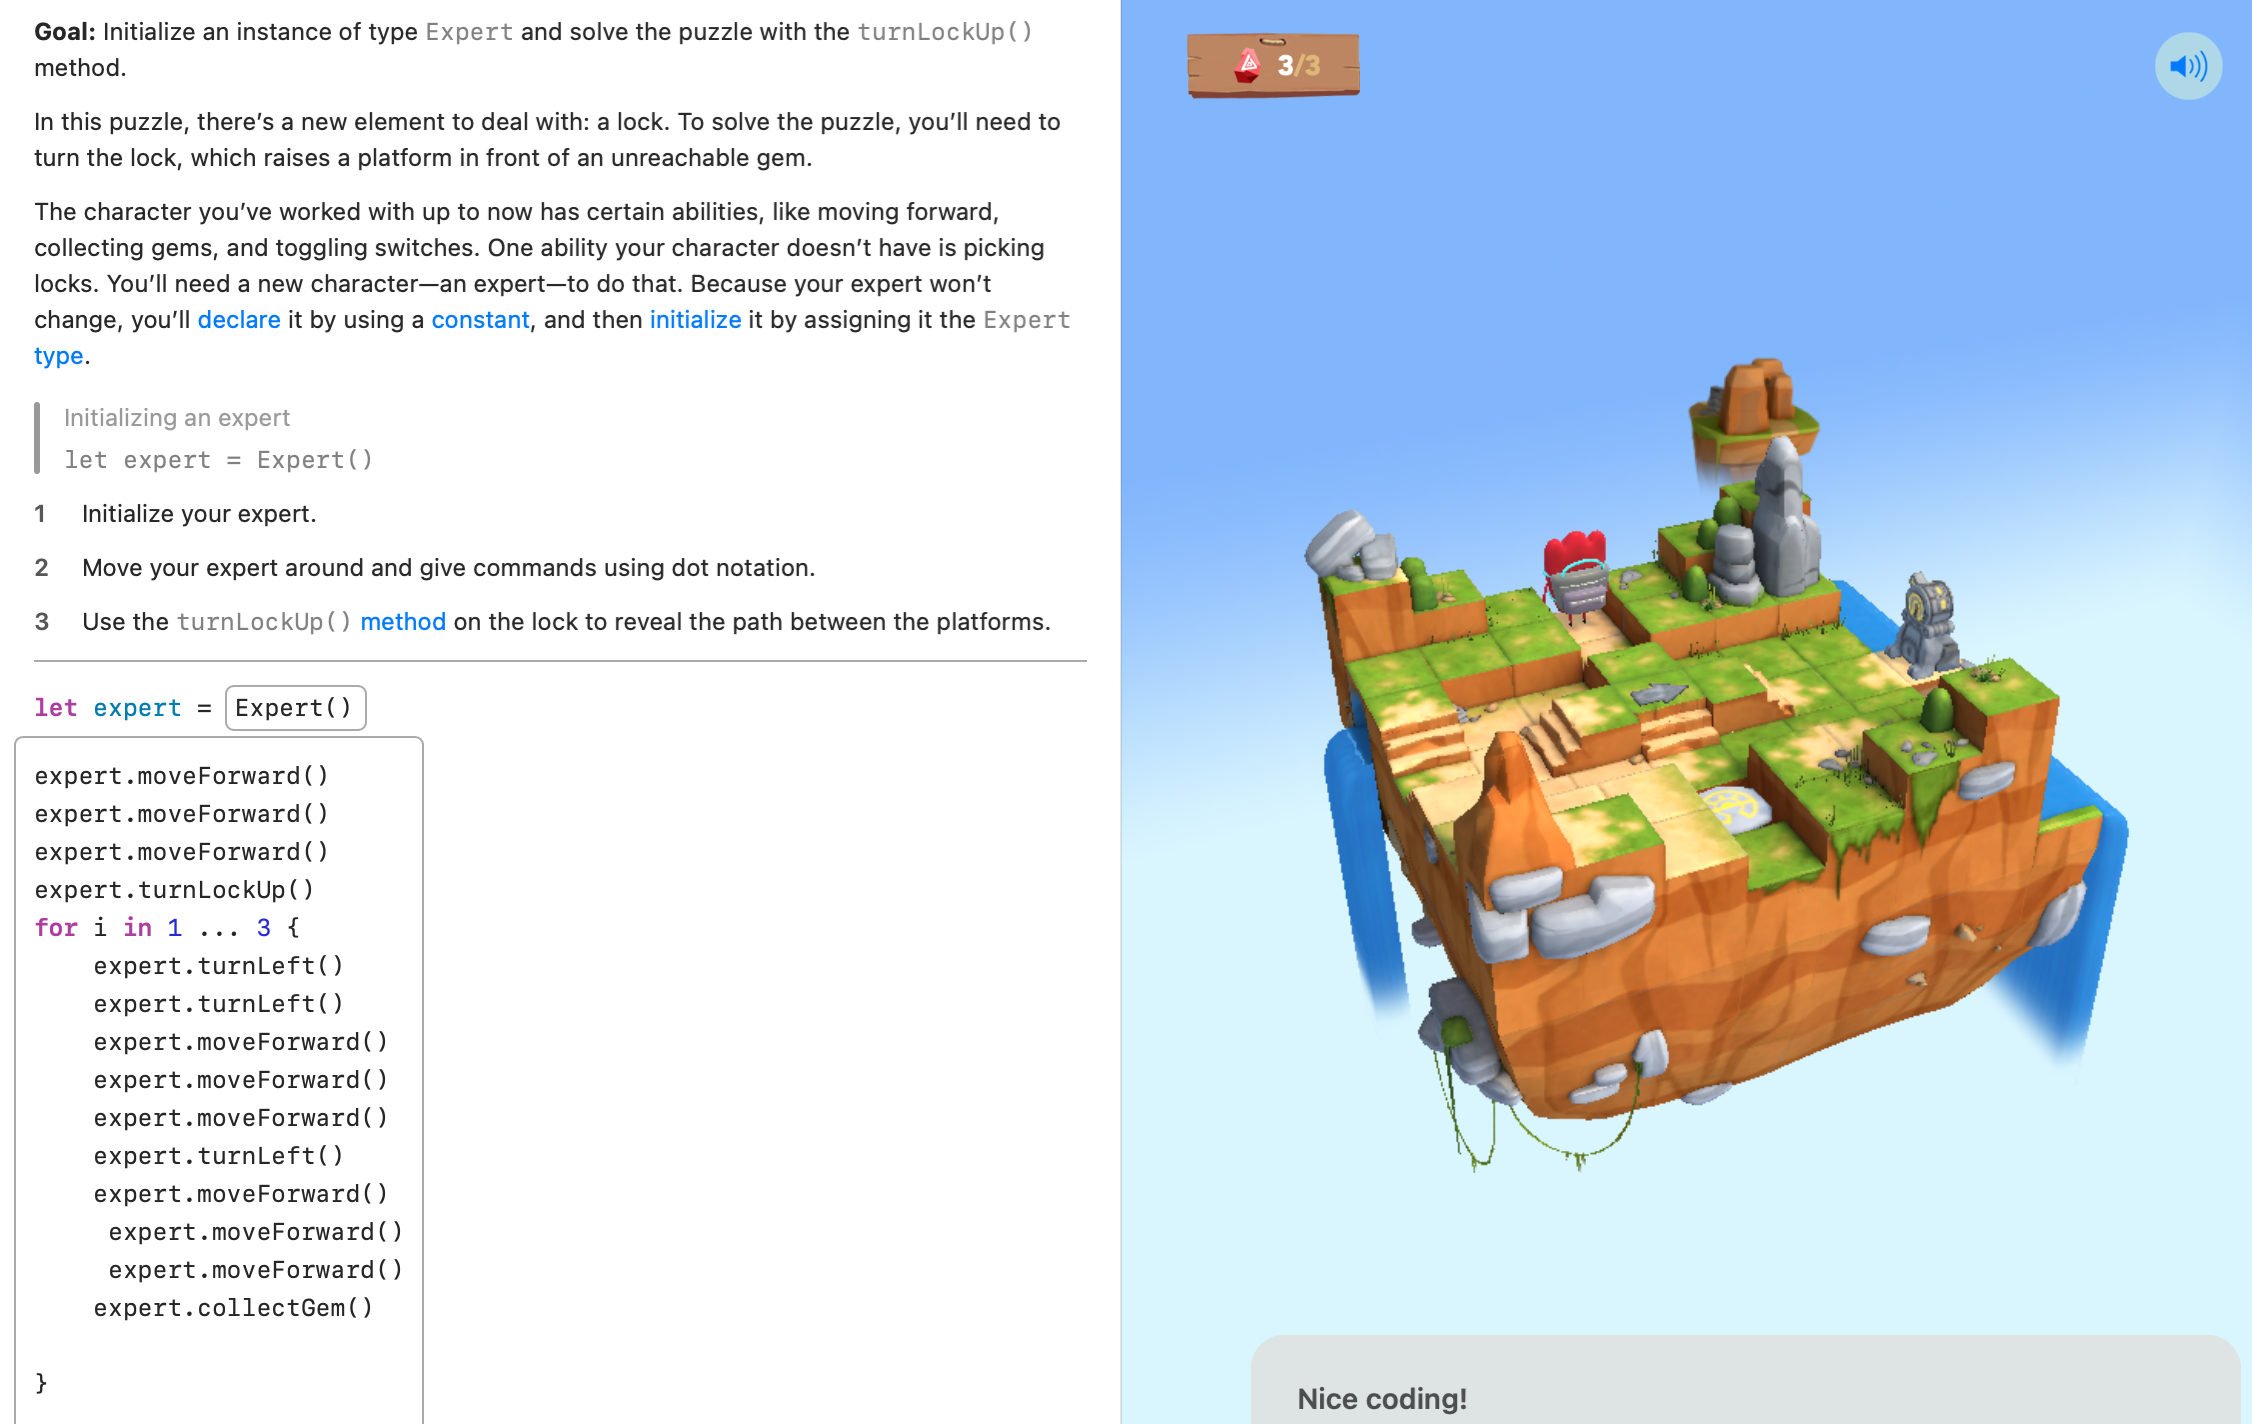 Goal: Initialize an instance of type Expert and solve the puzzle with the turnLockUp()
method.
In this puzzle, there’s a new element to deal with: a lock. To solve the puzzle, you’ll need to
turn the lock, which raises a platform in front of an unreachable gem.
The character you’ve worked with up to now has certain abilities, like moving forward,
collecting gems, and toggling switches. One ability your character doesn’t have is picking
locks. You’ll need a new character—an expert—to do that. Because your expert won’t
change, you’ll declare it by using a constant, and then initialize it by assigning it the Expert
type.
Initializing an expert
let expert = Expert()
1 Initialize your expert.
2 Move your expert around and give commands using dot notation.
3 Use the turnLockUp() method on the lock to reveal the path between the platforms.
let expert = Expert()
expert.moveForward()
expert.moveForward()
expert.moveForward()
expert.turnLockUp()
for i in 1 ... 3 {
    expert.turnLeft()
    expert.turnLeft()
    expert.moveForward()
    expert.moveForward()
    expert.moveForward()
    expert.turnLeft()
    expert.moveForward()
     expert.moveForward()
     expert.moveForward()
    expert.collectGem()
}
3/3
Nice coding!